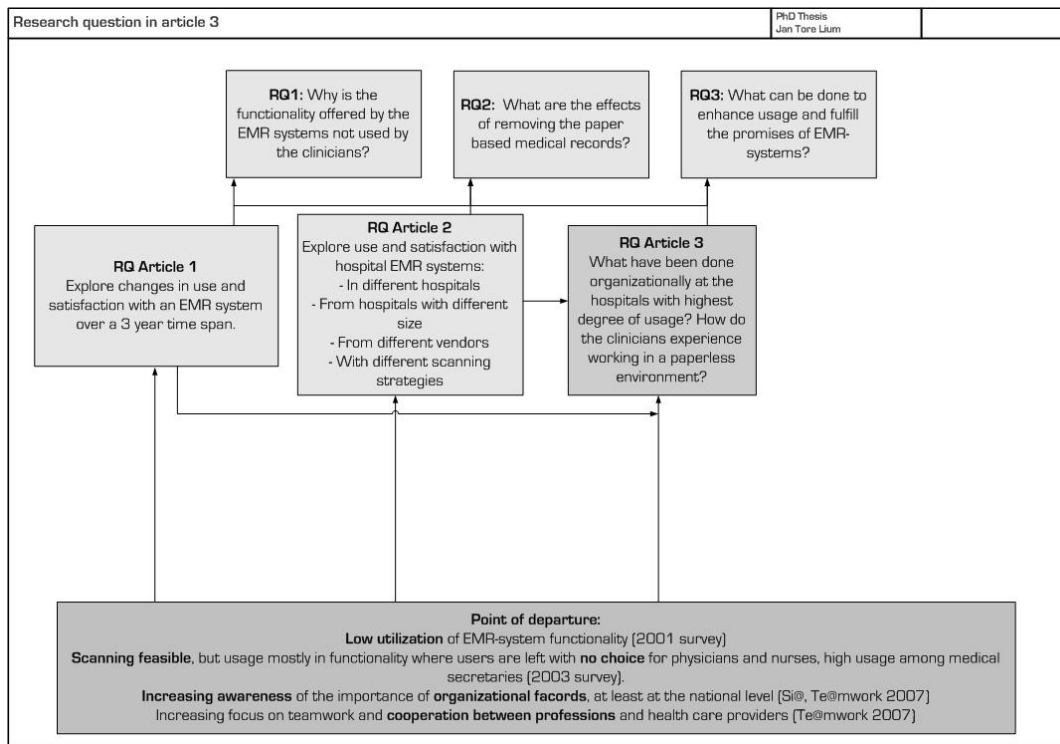 Research question in article 3
PhD Thesis
Jan Tore Lium
RQ1: Why is the
functionality offered by the
EMR systems not used by
the clinicians?
RQ2: What are the effects
of removing the paper
based medical records?
RQ3: What can be done to
enhance usage and fulfill
the promises of EMR-
systems?
RQ Article 1
Explore changes in use and
satisfaction with an EMR system
over a 3 year time span.
RQ Article 2
Explore use and satisfaction with
hospital EMR systems:
- In different hospitals
- From hospitals with different
size
- From different vendors
- With different scanning
strategies
RQ Article 3
What have been done
organizationally at the
hospitals with highest
degree of usage? How do
the clinicians experience
working in a paperless
environment?
Point of departure:
Low utilization of EMR-system functionality (2001 survey)
Scanning feasible, but usage mostly in functionality where users are left with no choice for physicians and nurses, high usage among medical
secretaries (2003 survey).
Increasing awareness of the importance of organizational facords, at least at the national level (Si@, Te@mwork 2007)
Increasing focus on teamwork and cooperation between professions and health care providers (Te@mwork 2007)